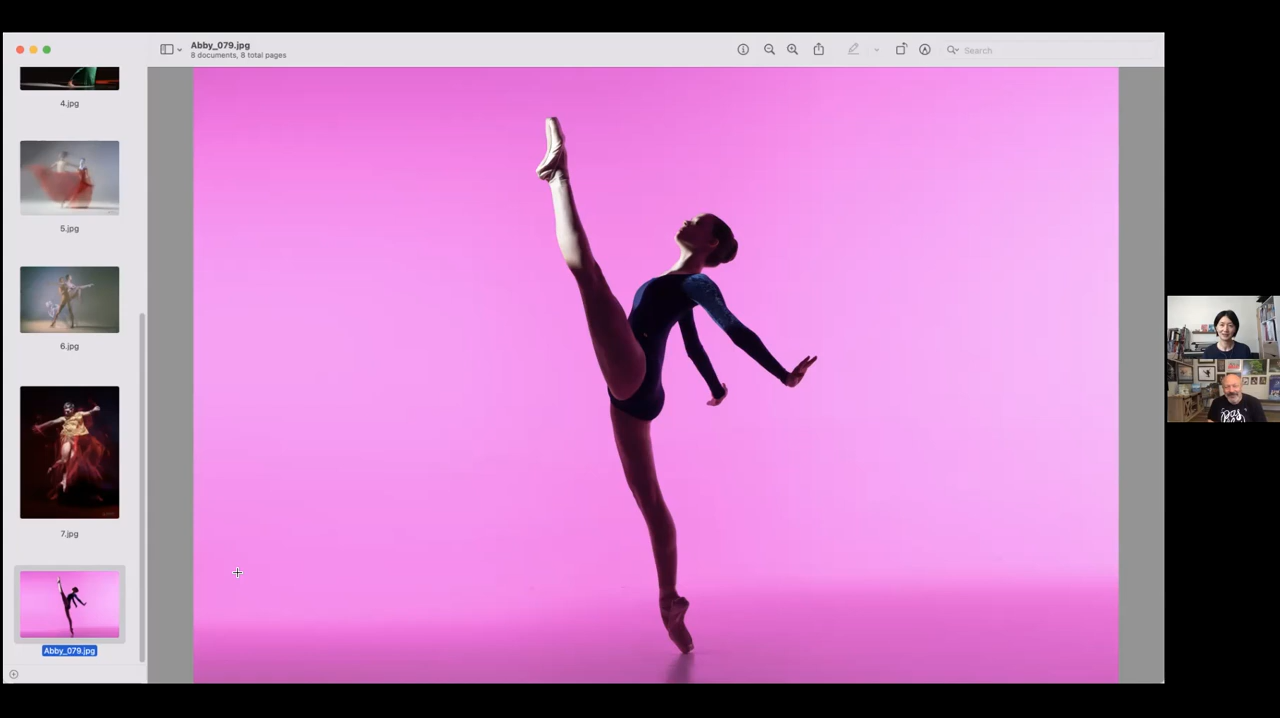 Abby_079.jpg
8 documents, 8 total pages
Search
4.jpg
5.jpg
6.jpg
7.jpg
Abby_079.jpg